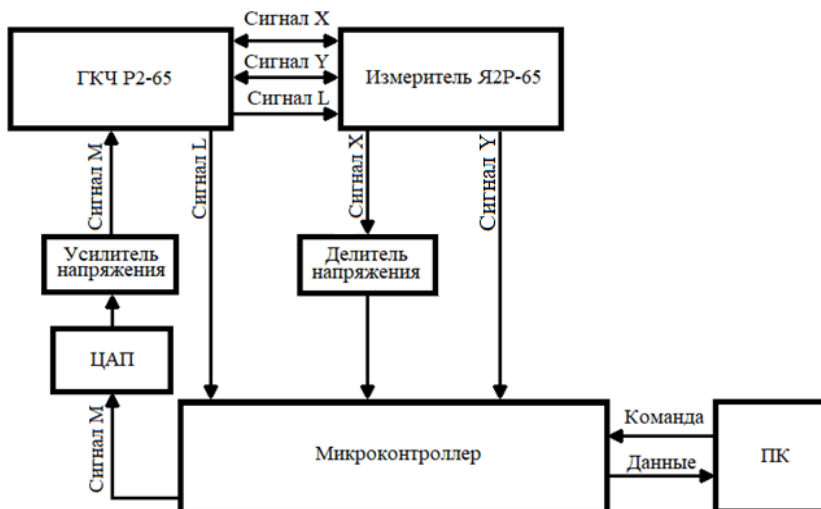 Сигнал X
ГКЧ Р2-65
Сигнал Y
Измеритель Я2Р-65
Сигнал L
Сигнал M
Сигнал L
Сигнал X
Сигнал Y
Усилитель
напряжения
Делитель
напряжения
ЦАП
Сигнал M
Микроконтроллер
Команда
Данные
ПК